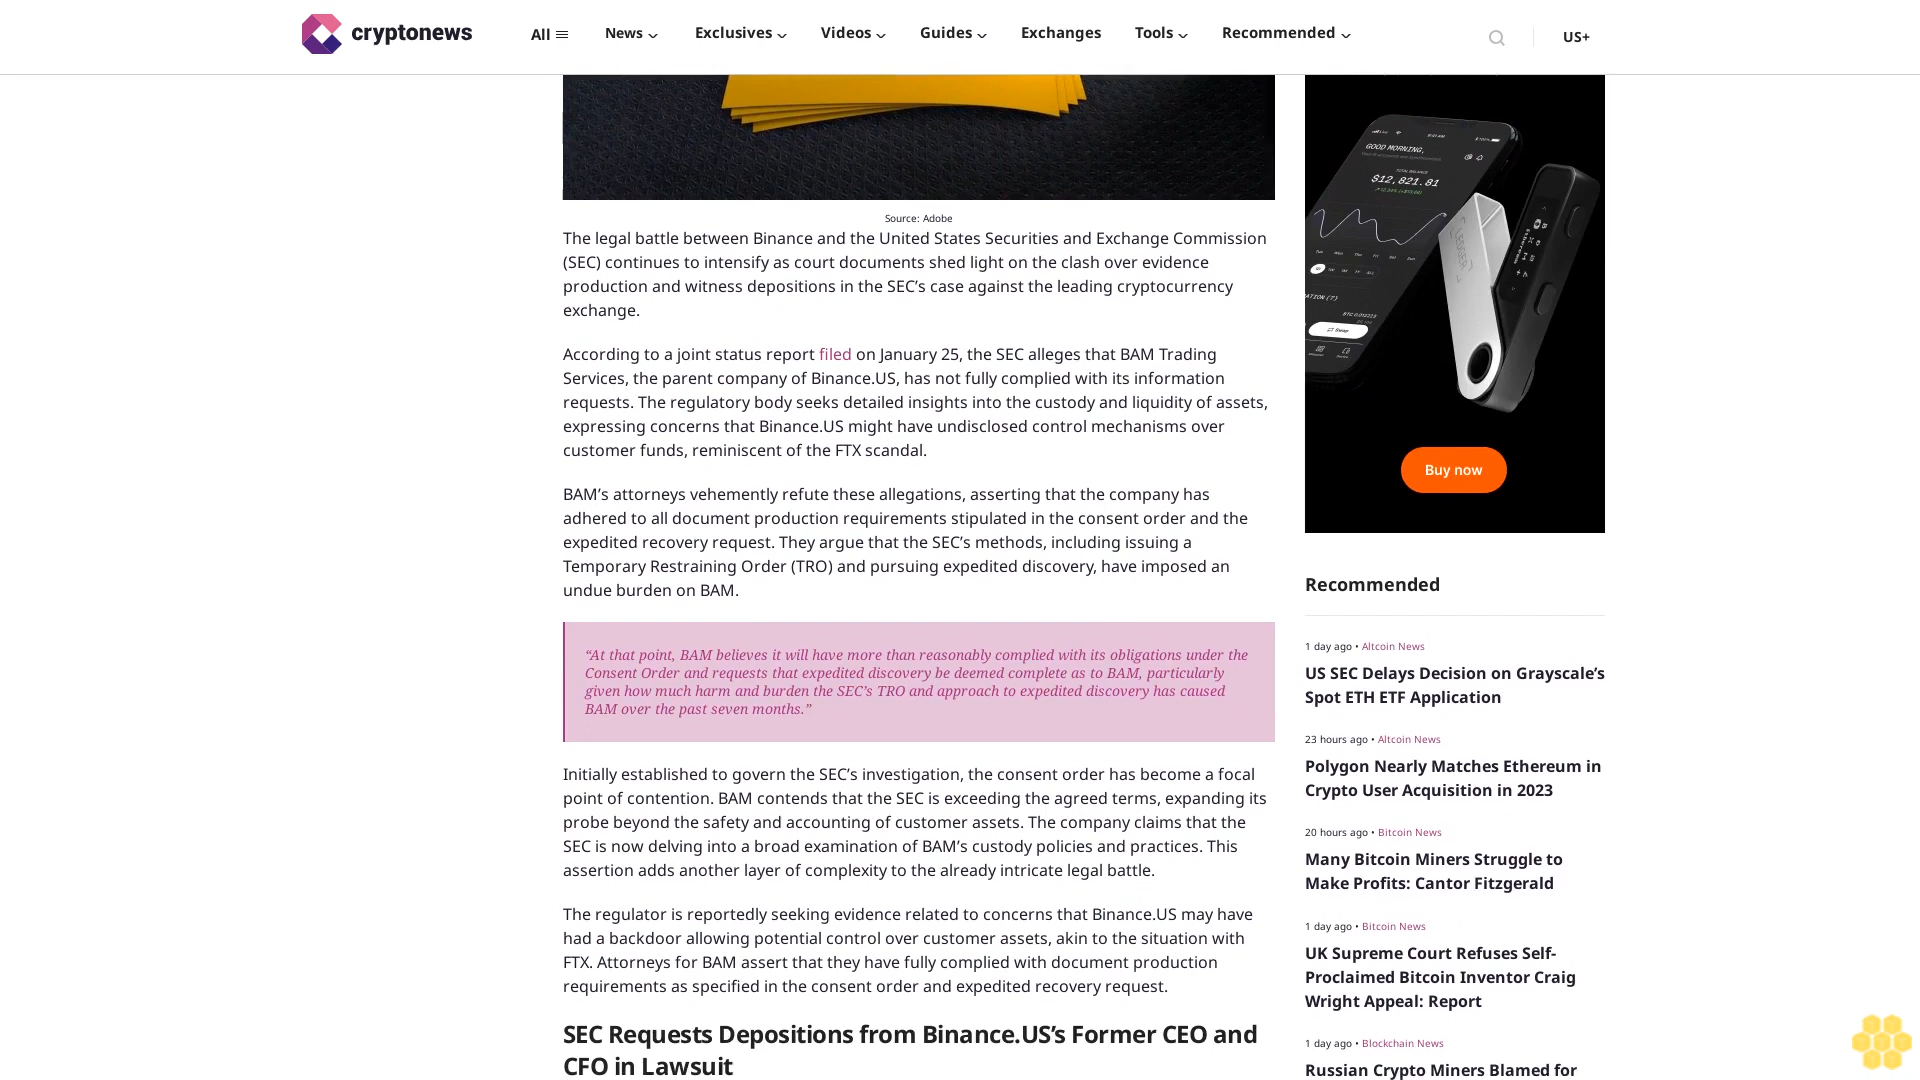 cryptonews
All
News
Exclusives
Videos
Guides
Exchanges
Tools
Recommended
US+
Source: Adobe
The legal battle between Binance and the United States Securities and Exchange Commission
(SEC) continues to intensify as court documents shed light on the clash over evidence
production and witness depositions in the SEC’s case against the leading cryptocurrency
exchange.
According to a joint status report filed on January 25, the SEC alleges that BAM Trading
Services, the parent company of Binance.US, has not fully complied with its information
requests. The regulatory body seeks detailed insights into the custody and liquidity of assets,
expressing concerns that Binance.US might have undisclosed control mechanisms over
customer funds, reminiscent of the FTX scandal.
BAM’s attorneys vehemently refute these allegations, asserting that the company has
adhered to all document production requirements stipulated in the consent order and the
expedited recovery request. They argue that the SEC’s methods, including issuing a
Temporary Restraining Order (TRO) and pursuing expedited discovery, have imposed an
undue burden on BAM.
“At that point, BAM believes it will have more than reasonably complied with its obligations under the
Consent Order and requests that expedited discovery be deemed complete as to BAM, particularly
given how much harm and burden the SEC’s TRO and approach to expedited discovery has caused
BAM over the past seven months.”
Initially established to govern the SEC’s investigation, the consent order has become a focal
point of contention. BAM contends that the SEC is exceeding the agreed terms, expanding its
probe beyond the safety and accounting of customer assets. The company claims that the
SEC is now delving into a broad examination of BAM’s custody policies and practices. This
assertion adds another layer of complexity to the already intricate legal battle.
The regulator is reportedly seeking evidence related to concerns that Binance.US may have
had a backdoor allowing potential control over customer assets, akin to the situation with
FTX. Attorneys for BAM assert that they have fully complied with document production
requirements as specified in the consent order and expedited recovery request.
SEC Requests Depositions from Binance.US’s Former CEO and
CFO in Lawsuit
GOOD MORNING,
TOTAL BALANCE
$12,821.81
LEDGER
Swap
Buy now
Recommended
1 day ago • Altcoin News
US SEC Delays Decision on Grayscale’s
Spot ETH ETF Application
23 hours ago • Altcoin News
Polygon Nearly Matches Ethereum in
Crypto User Acquisition in 2023
20 hours ago • Bitcoin News
Many Bitcoin Miners Struggle to
Make Profits: Cantor Fitzgerald
1 day ago • Bitcoin News
UK Supreme Court Refuses Self-
Proclaimed Bitcoin Inventor Craig
Wright Appeal: Report
1 day ago • Blockchain News
Russian Crypto Miners Blamed for